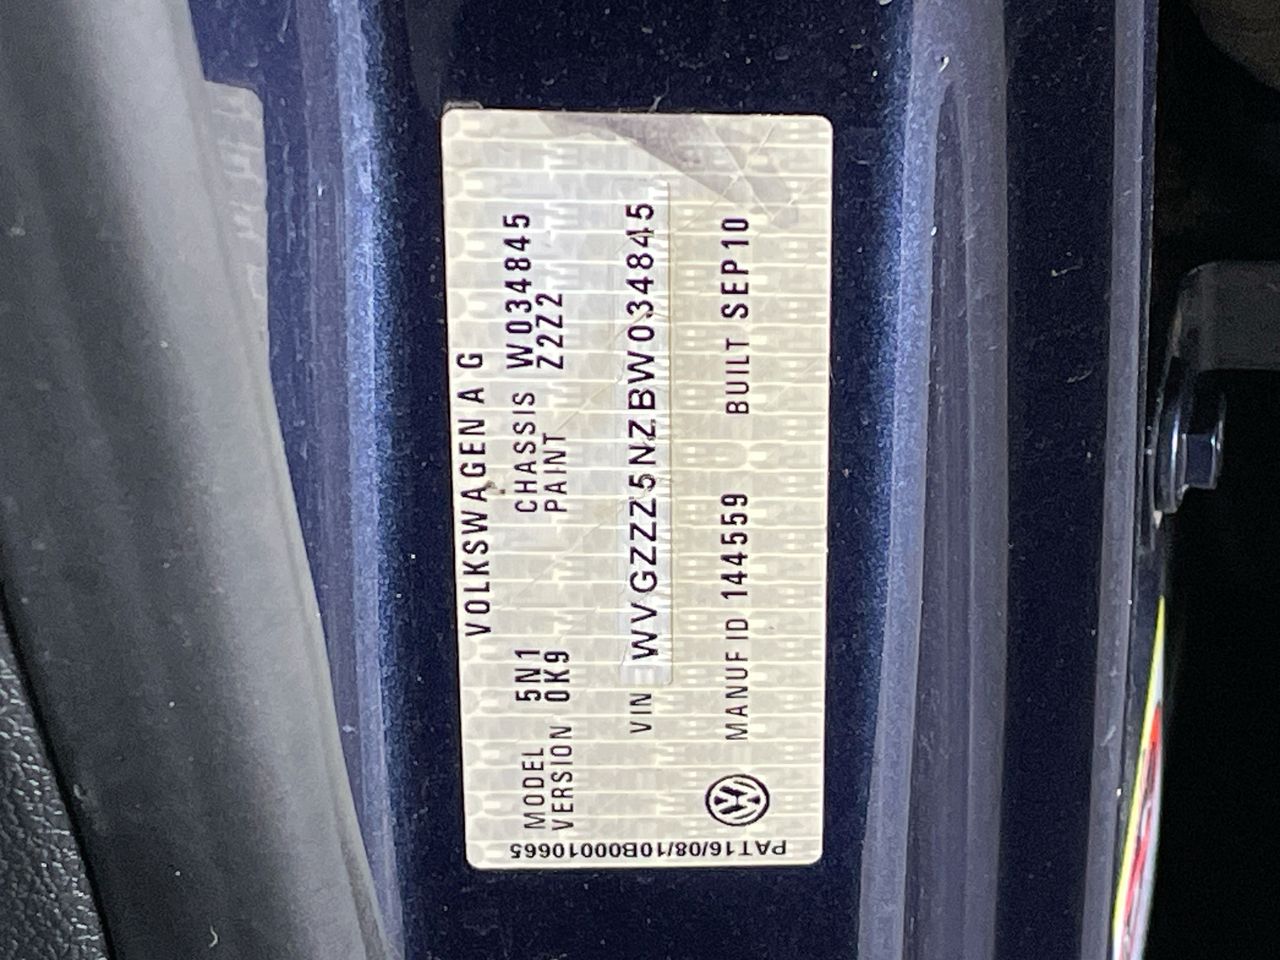 VOLKSWAGEN A G
MODEL 5N1 CHASSIS W034845
VERSION 0K9 PAINT Z2Z2
VIN WVGZZZ5NZBW034845
MANUF ID 144559 BUILT SEP10
PAT16/08/10B00010665